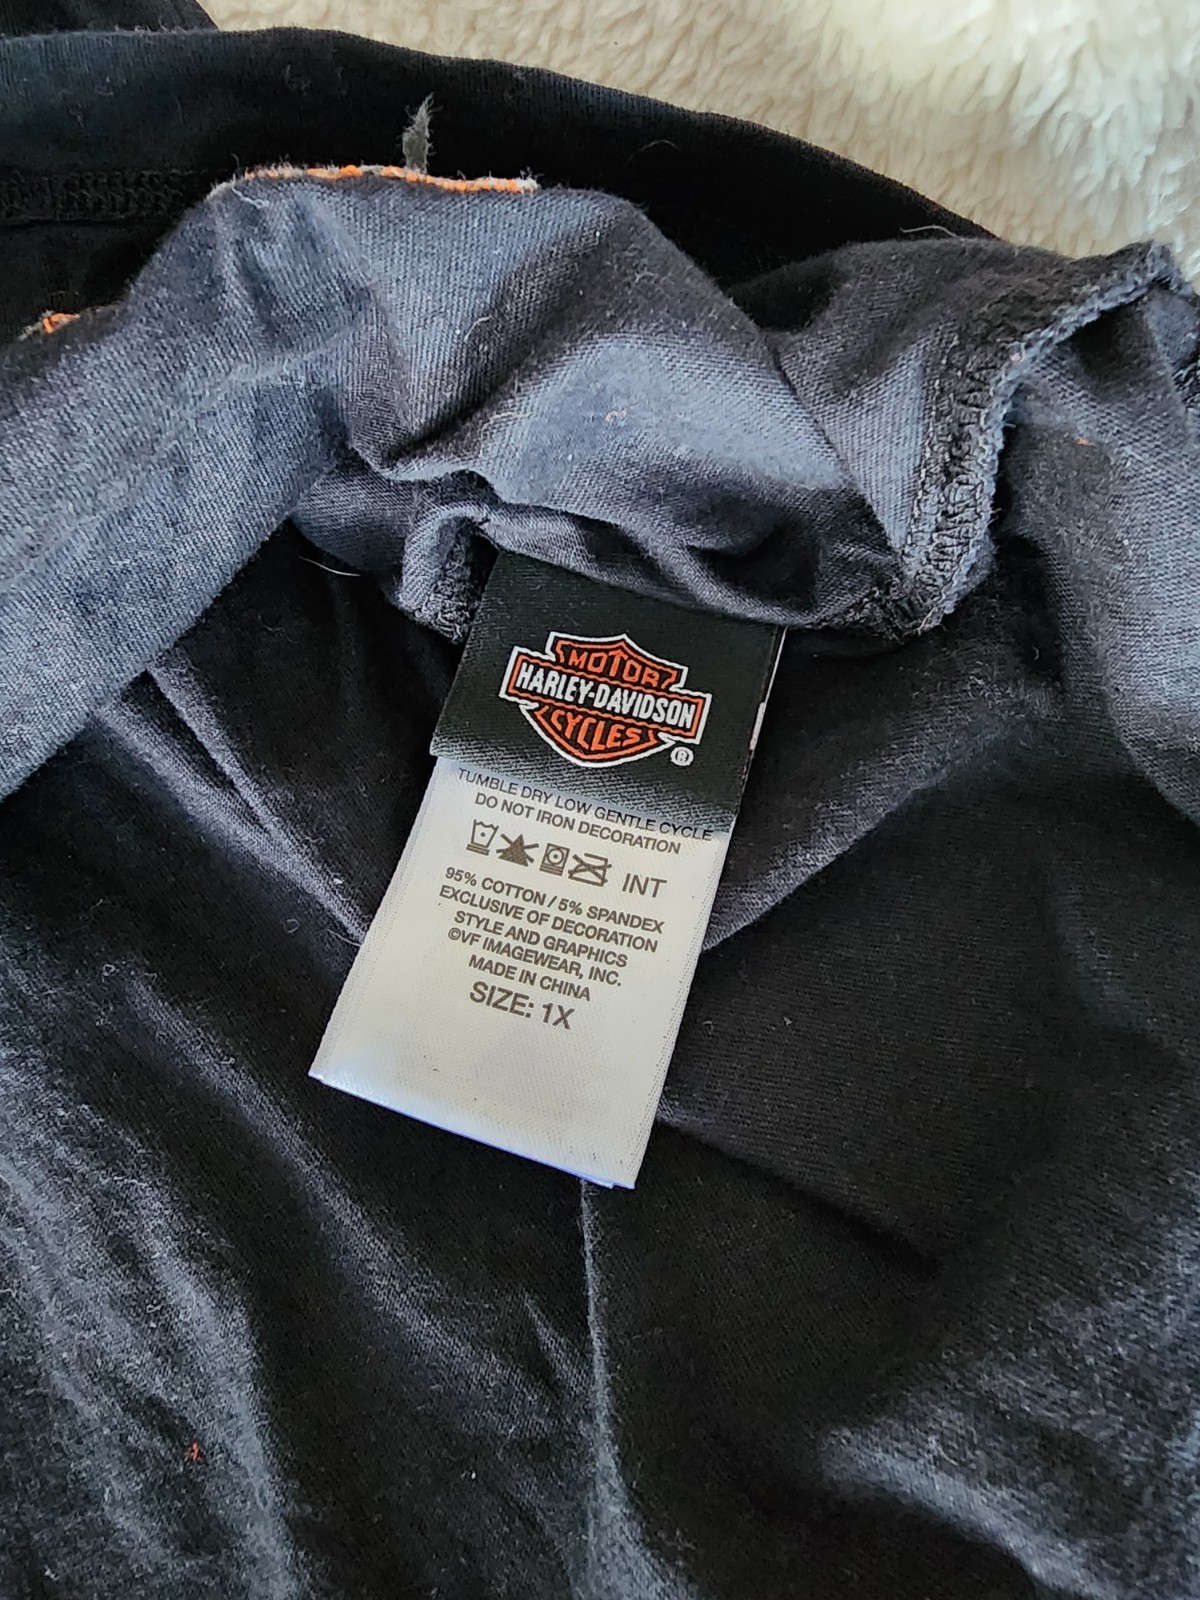 MOTOR
HARLEY-DAVIDSON
CYCLES
®
TUMBLE DRY LOW GENTLE CYCLE
DO NOT IRON DECORATION
INT
95% COTTON / 5% SPANDEX
EXCLUSIVE OF DECORATION
STYLE AND GRAPHICS
©VF IMAGEWEAR, INC.
MADE IN CHINA
SIZE: 1X